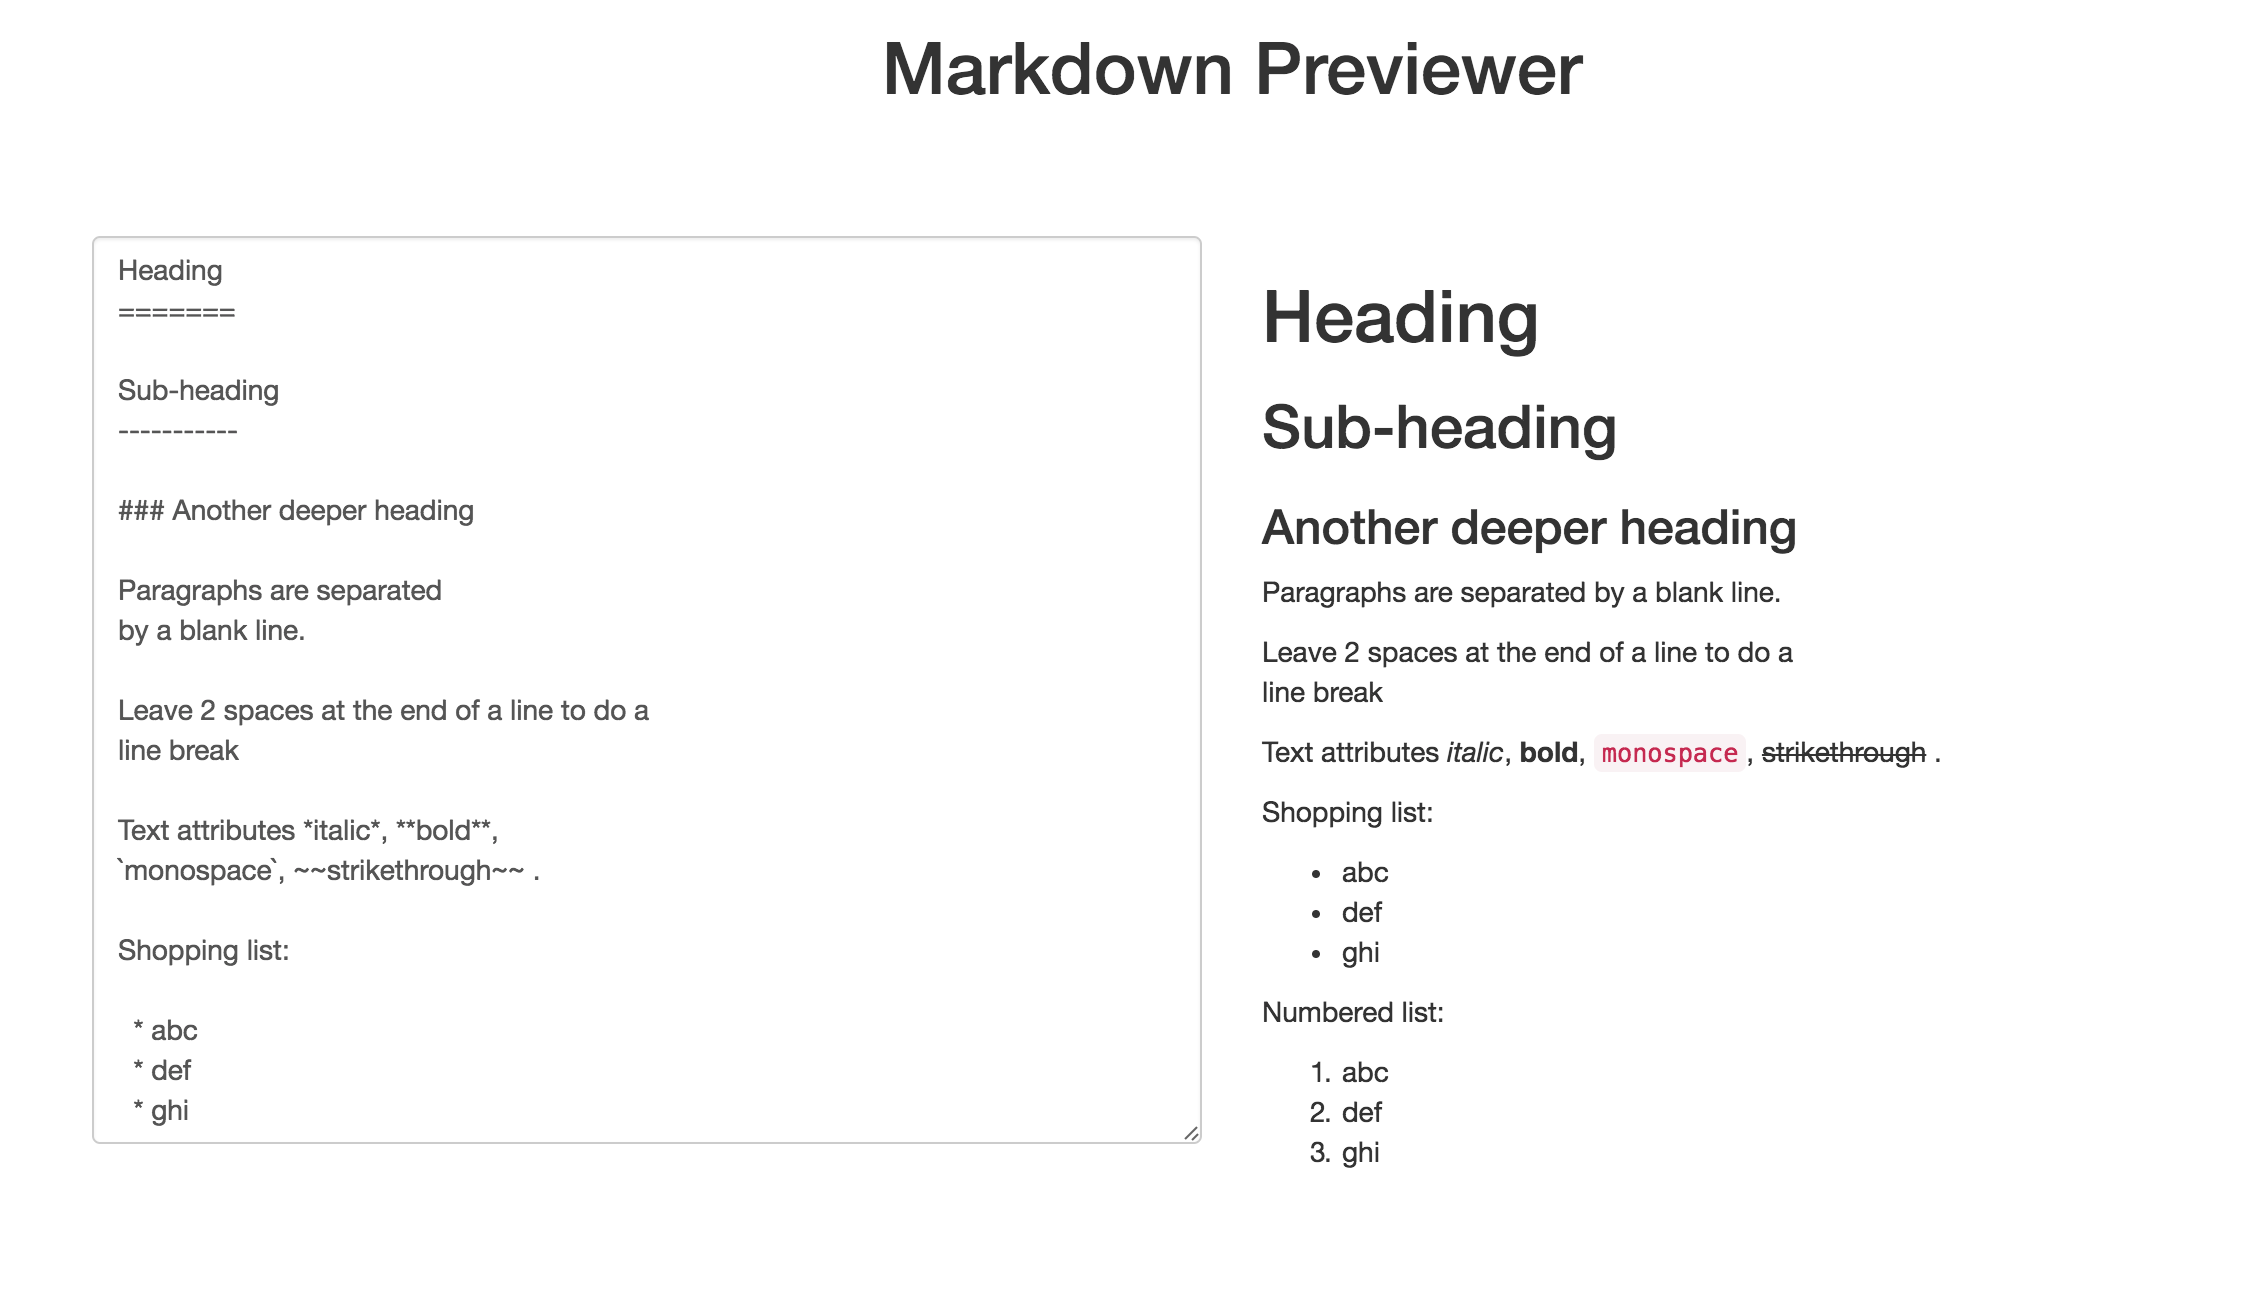 Markdown Previewer
Heading
=======
Sub-heading
-----------
### Another deeper heading
Paragraphs are separated
by a blank line.
Leave 2 spaces at the end of a line to do a
line break
Text attributes *italic*, **bold**,
`monospace`, ~~strikethrough~~ .
Shopping list:
* abc
* def
* ghi
Heading
Sub-heading
Another deeper heading
Paragraphs are separated by a blank line.
Leave 2 spaces at the end of a line to do a
line break
Text attributes italic, bold, monospace, strikethrough .
Shopping list:
• abc
• def
• ghi
Numbered list:
1. abc
2. def
3. ghi